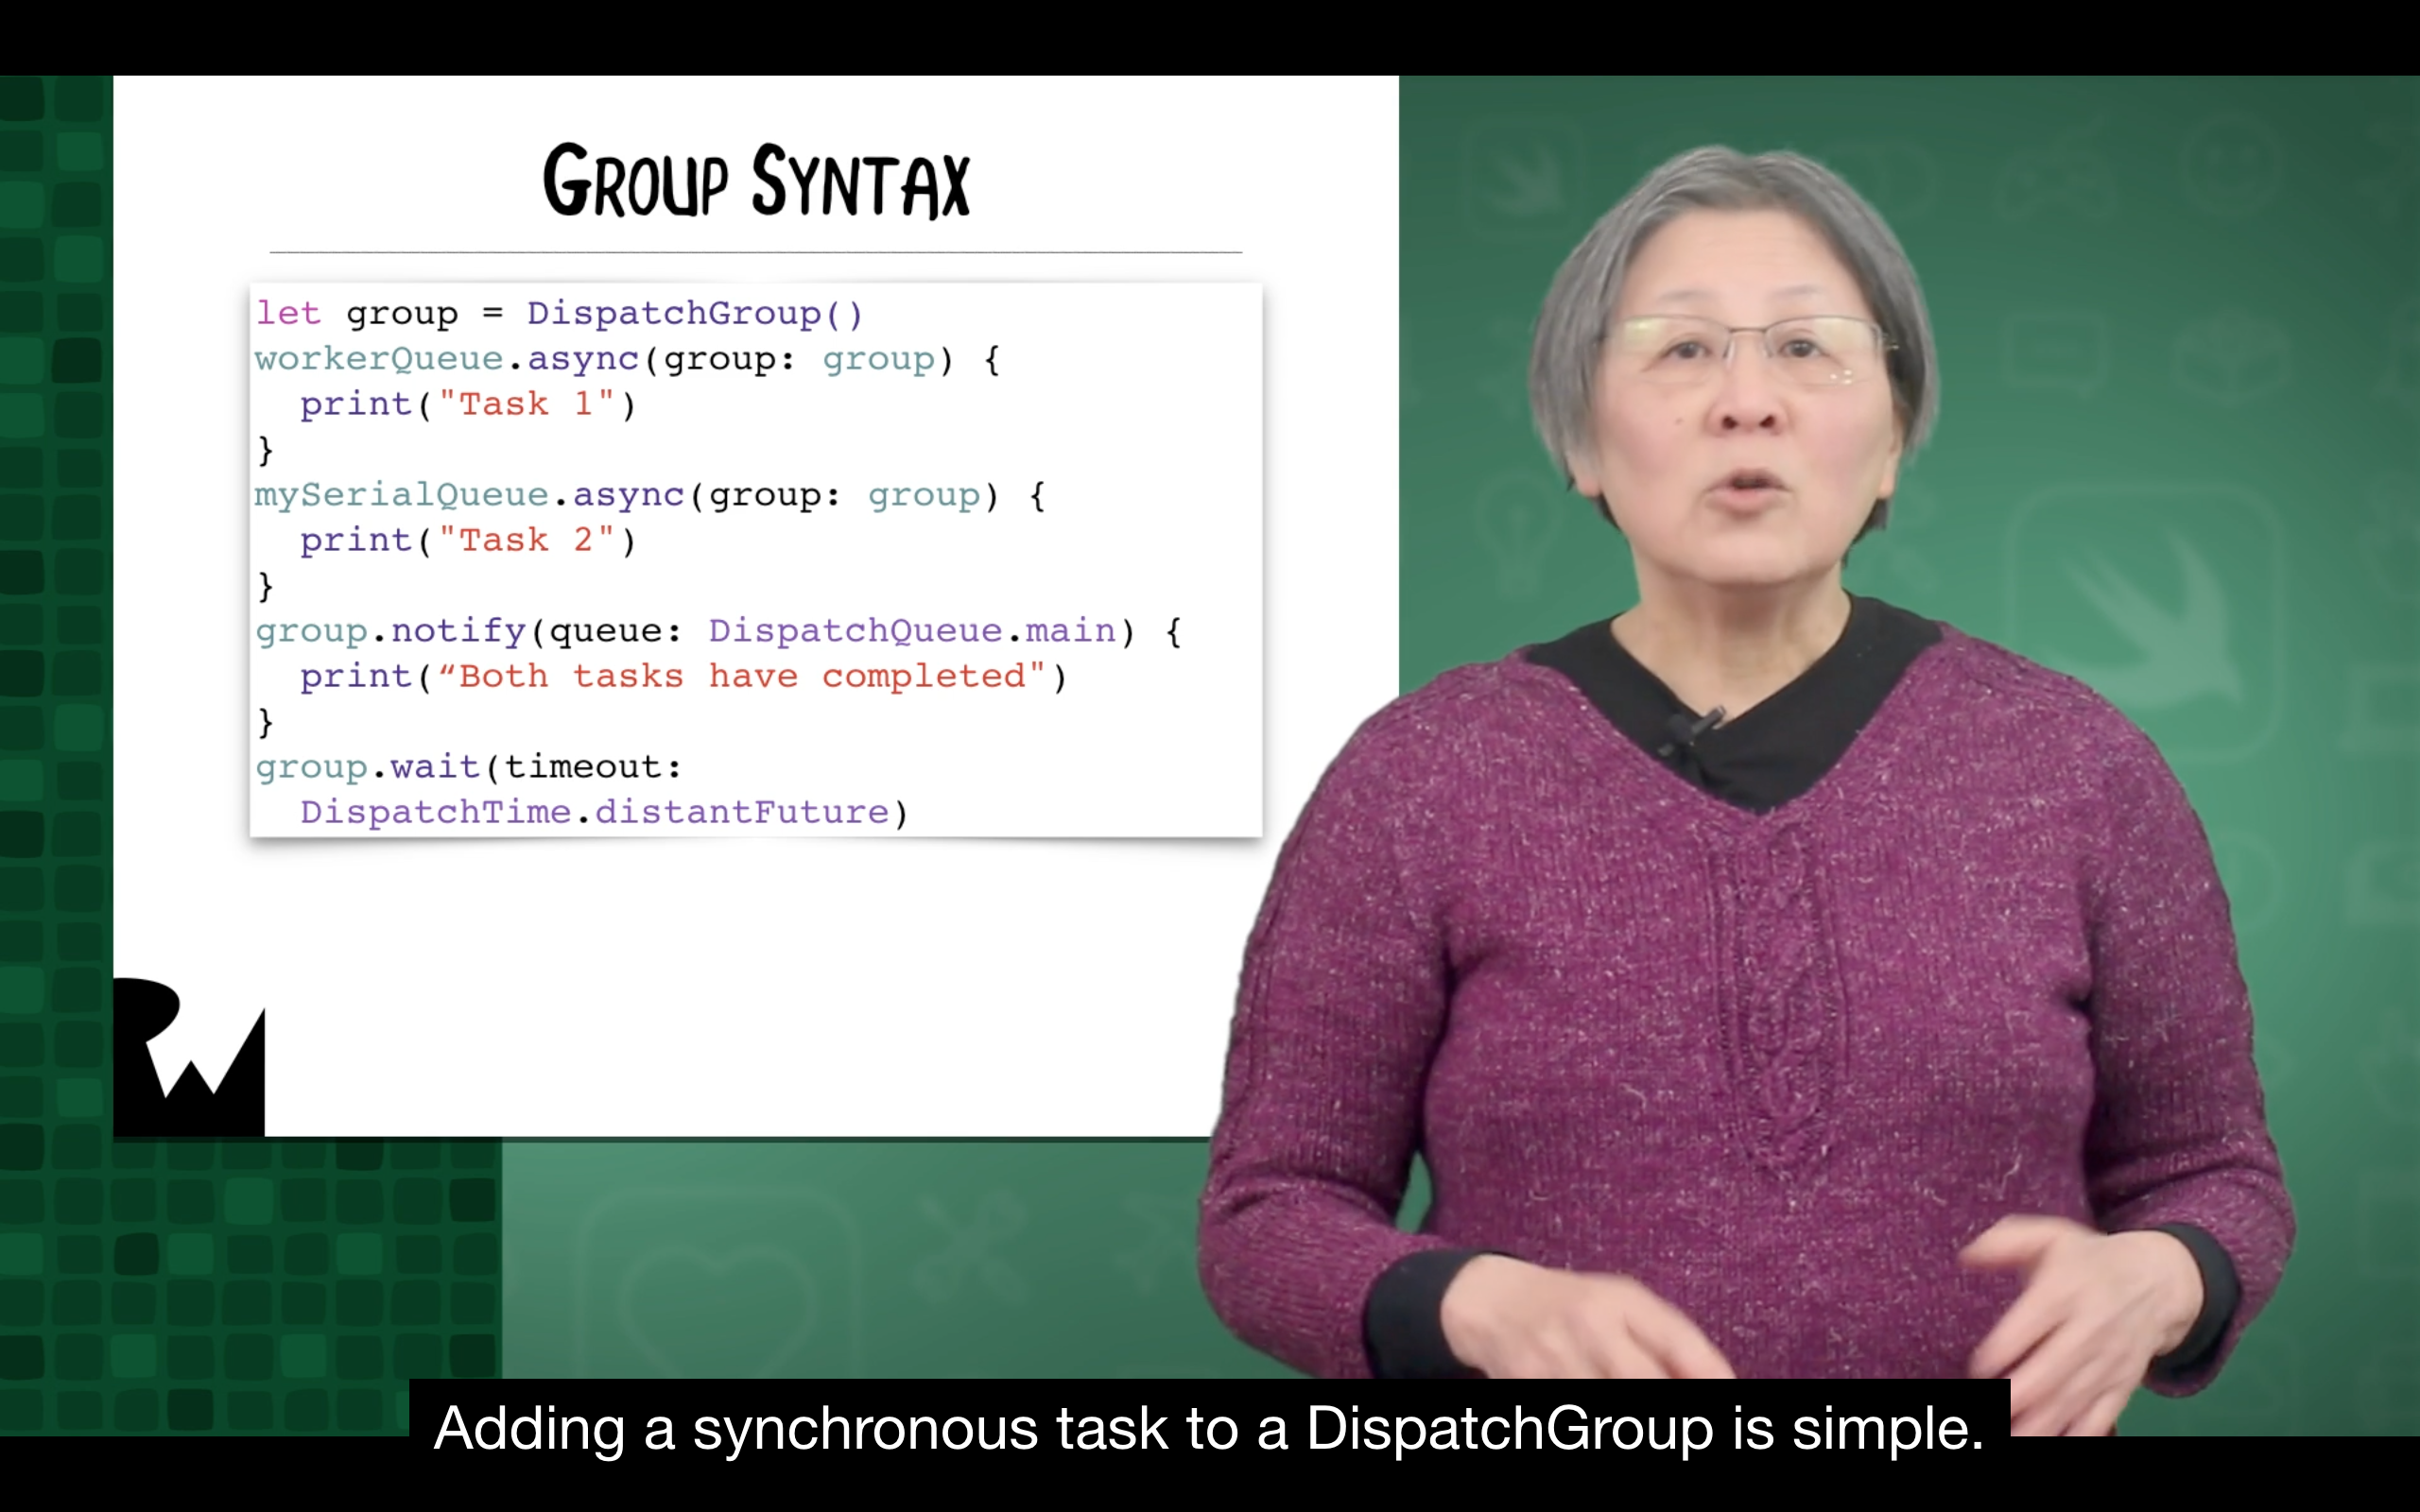 GROUP SYNTAX
let group = DispatchGroup()
workerQueue.async(group: group) {
  print("Task 1")
}
mySerialQueue.async(group: group) {
  print("Task 2")
}
group.notify(queue: DispatchQueue.main) {
  print(“Both tasks have completed")
}
group.wait(timeout:
  DispatchTime.distantFuture)
RW
Adding a synchronous task to a DispatchGroup is simple.